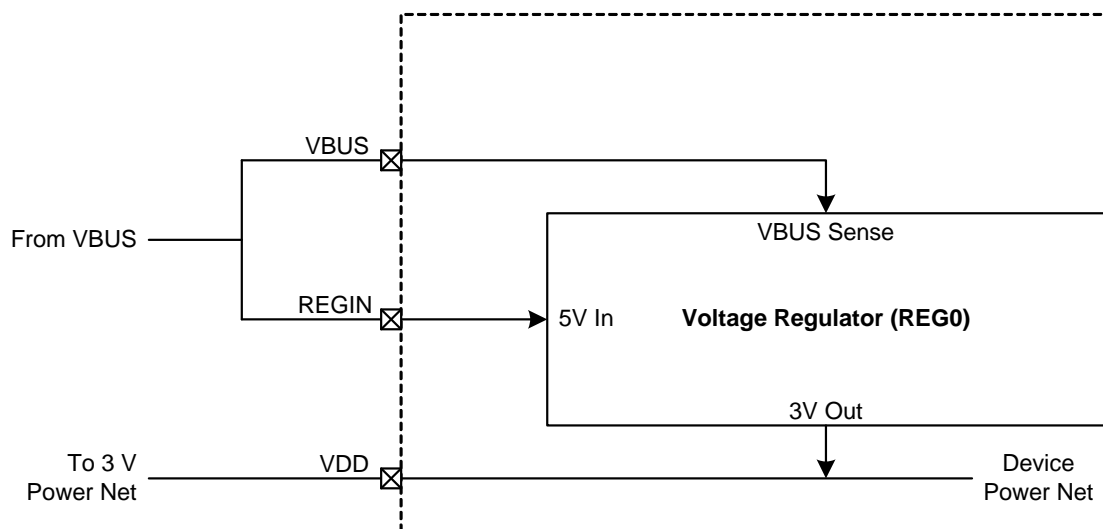 VBUS
From VBUS
VBUS Sense
REGIN
5V In
Voltage Regulator (REG0)
3V Out
To 3 V
Power Net
VDD
Device
Power Net